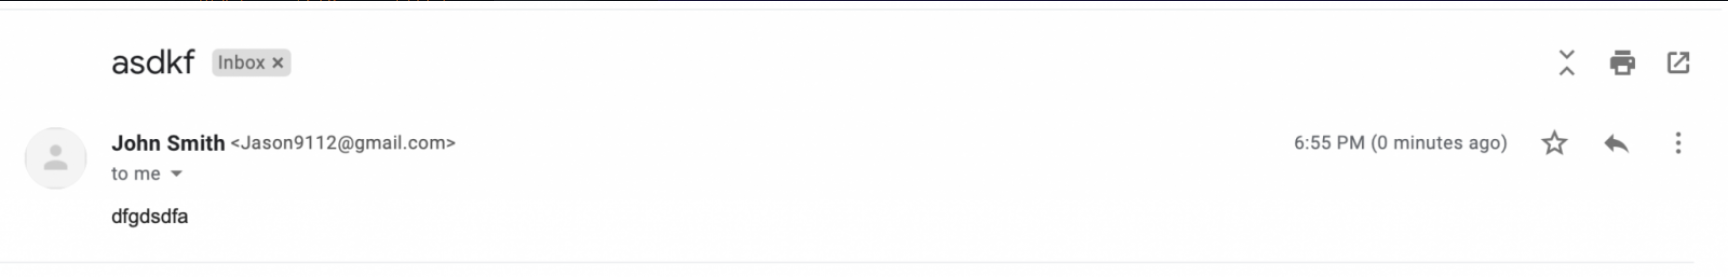 asdkf Inbox ×
John Smith <Jason9112@gmail.com> 6:55 PM (0 minutes ago)
to me
dfgdsdfa